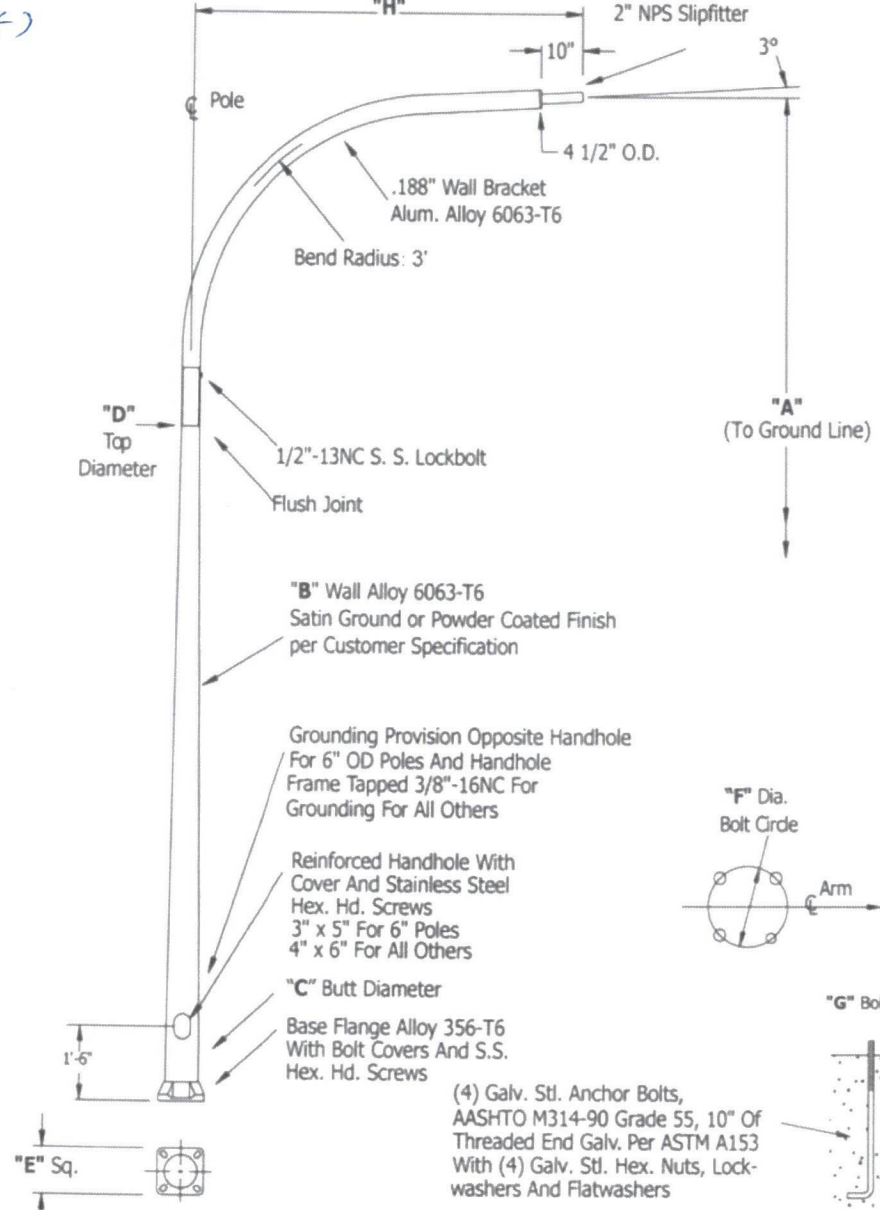 "H"
2" NPS Slipfitter
10"
3°
℄ Pole
4 1/2" O.D.
.188" Wall Bracket
Alum. Alloy 6063-T6
Bend Radius: 3'
"A"
(To Ground Line)
"D"
Top
Diameter
1/2"-13NC S. S. Lockbolt
Flush Joint
"B" Wall Alloy 6063-T6
Satin Ground or Powder Coated Finish
per Customer Specification
Grounding Provision Opposite Handhole
For 6" OD Poles And Handhole
Frame Tapped 3/8"-16NC For
Grounding For All Others
"F" Dia.
Bolt Circle
℄ Arm
Reinforced Handhole With
Cover And Stainless Steel
Hex. Hd. Screws
3" x 5" For 6" Poles
4" x 6" For All Others
"C" Butt Diameter
"G"
1'-6"
Base Flange Alloy 356-T6
With Bolt Covers And S.S.
Hex. Hd. Screws
(4) Galv. Stl. Anchor Bolts,
AASHTO M314-90 Grade 55, 10" Of
Threaded End Galv. Per ASTM A153
With (4) Galv. Stl. Hex. Nuts, Lock-
washers And Flatwashers
"E" Sq.